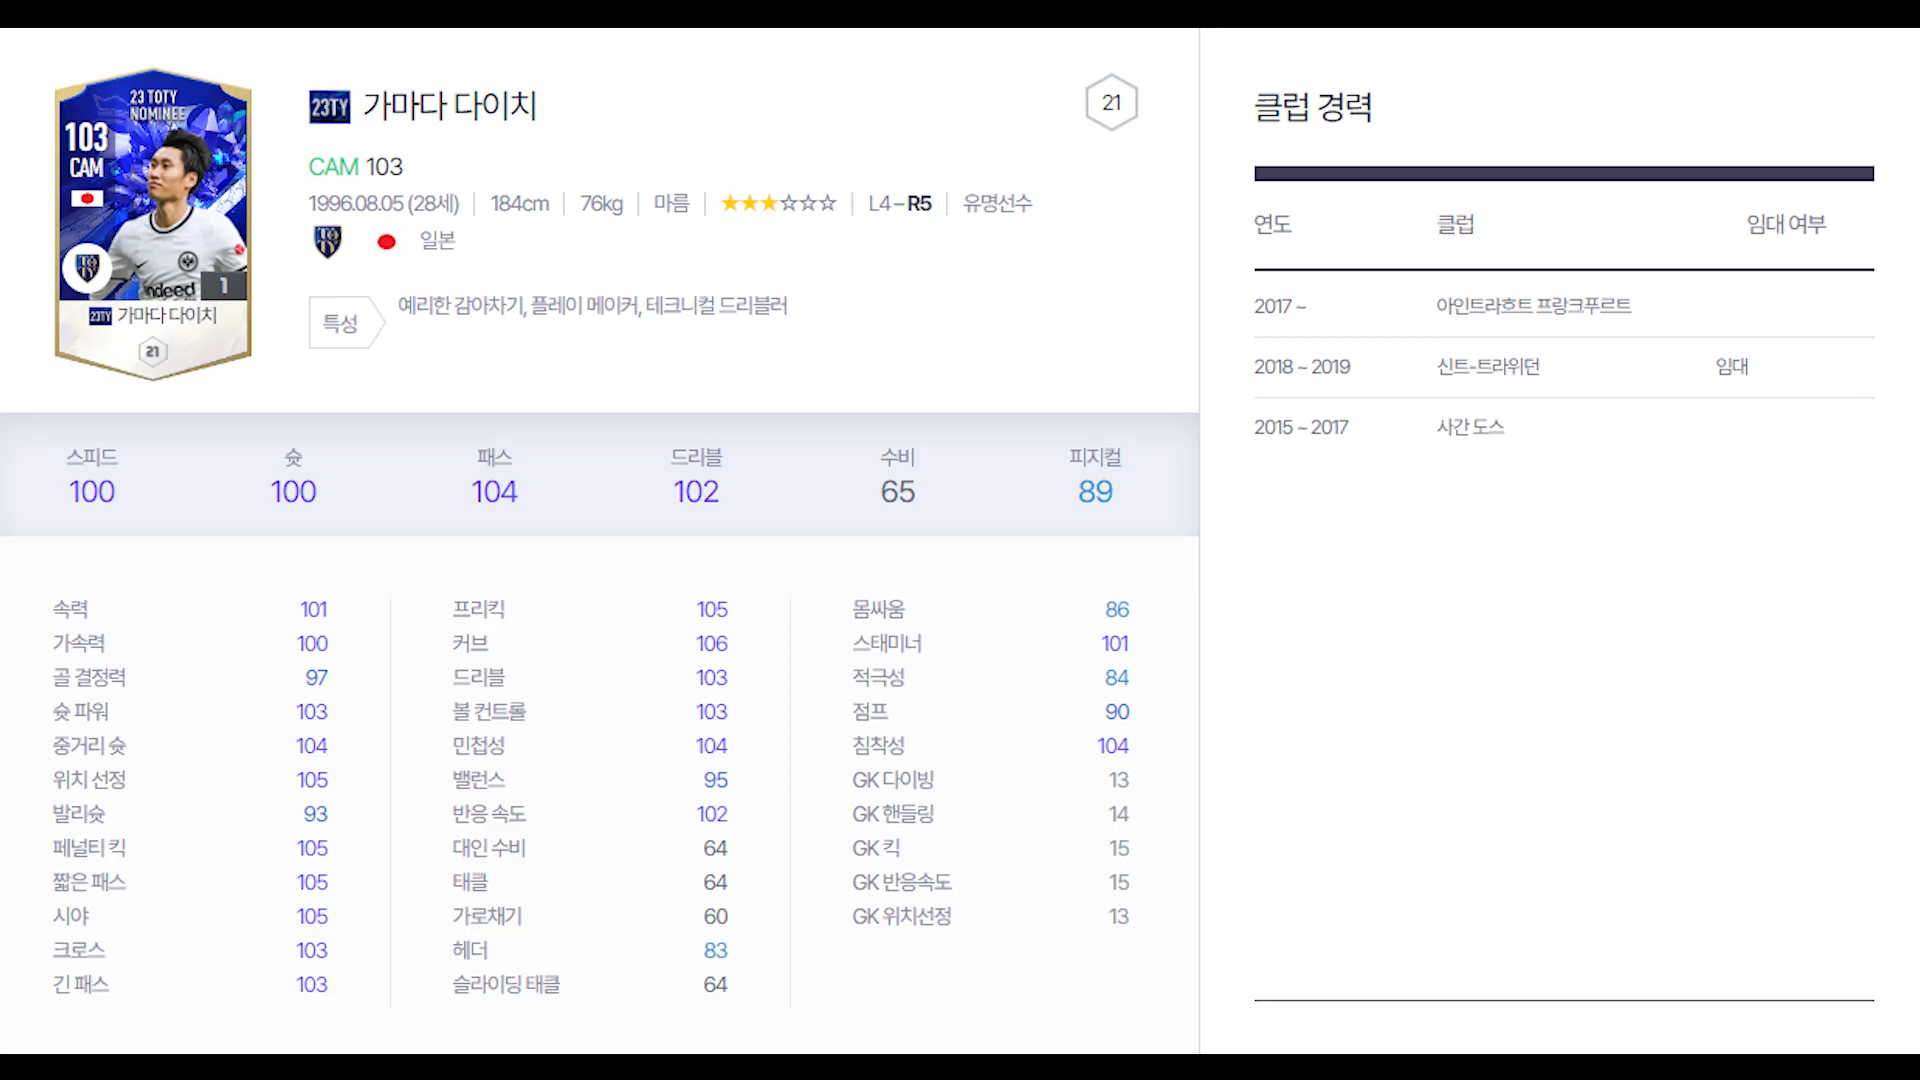 23 TOTY
NOMINEE
103
CAM
indeed
1
23TY 가마다 다이치
21
23TY 가마다 다이치
21
CAM 103
1996.08.05 (28세) 184cm 76kg 마름 ★★★☆☆☆ L4 – R5 유명선수
일본
특성 예리한 감아차기, 플레이 메이커, 테크니컬 드리블러
스피드 슛 패스 드리블 수비 피지컬
100 100 104 102 65 89
속력 101
가속력 100
골 결정력 97
슛 파워 103
중거리 슛 104
위치 선정 105
발리슛 93
페널티 킥 105
짧은 패스 105
시야 105
크로스 103
긴 패스 103
프리킥 105
커브 106
드리블 103
볼 컨트롤 103
민첩성 104
밸런스 95
반응 속도 102
대인 수비 64
태클 64
가로채기 60
헤더 83
슬라이딩 태클 64
몸싸움 86
스태미너 101
적극성 84
점프 90
침착성 104
GK 다이빙 13
GK 핸들링 14
GK 킥 15
GK 반응속도 15
GK 위치선정 13
클럽 경력
연도 클럽 임대 여부
2017 ~ 아인트라흐트 프랑크푸르트
2018 ~ 2019 신트-트라위던 임대
2015 ~ 2017 사간 도스